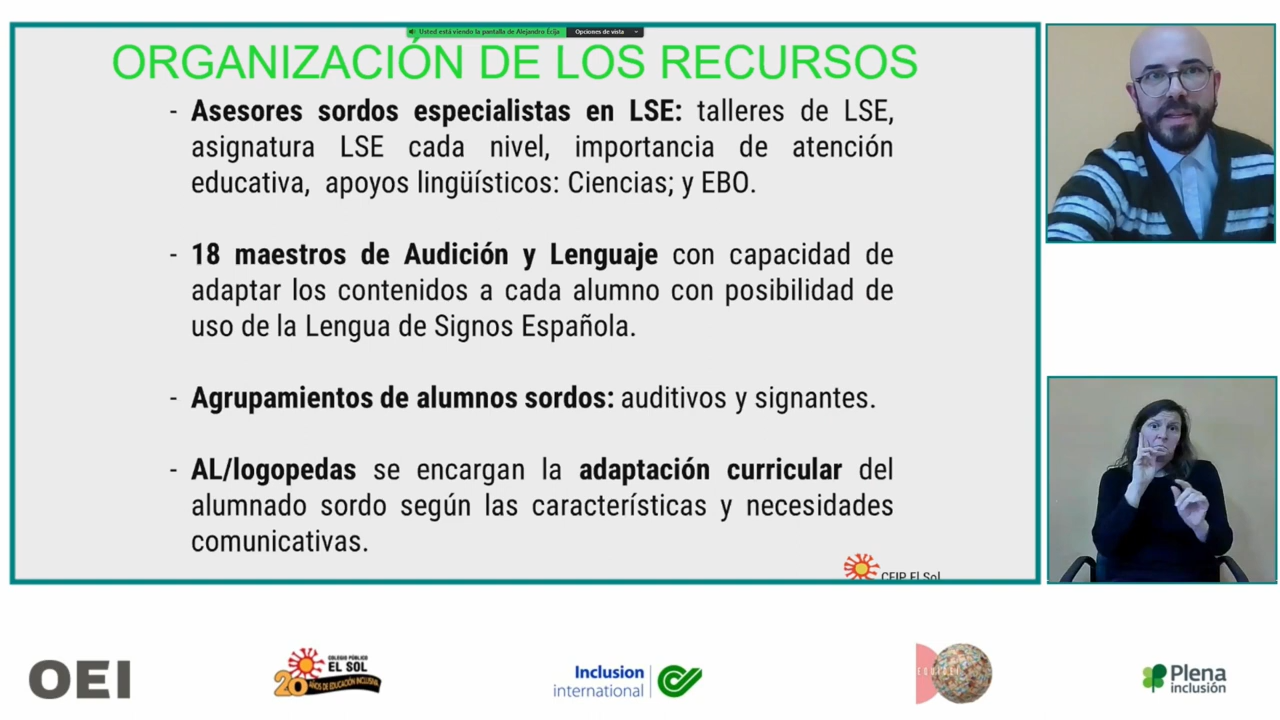 Usted está viendo la pantalla de Alejandro Écija
Opciones de vista
ORGANIZACIÓN DE LOS RECURSOS
- Asesores sordos especialistas en LSE: talleres de LSE,
asignatura LSE cada nivel, importancia de atención
educativa, apoyos lingüísticos: Ciencias; y EBO.
- 18 maestros de Audición y Lenguaje con capacidad de
adaptar los contenidos a cada alumno con posibilidad de
uso de la Lengua de Signos Española.
- Agrupamientos de alumnos sordos: auditivos y signantes.
- AL/logopedas se encargan la adaptación curricular del
alumnado sordo según las características y necesidades
comunicativas.
CEIP El Sol
OEI
COLEGIO PÚBLICO
EL SOL
20 AÑOS DE EDUCACIÓN INCLUSIVA
Inclusion
international
Plena
inclusión